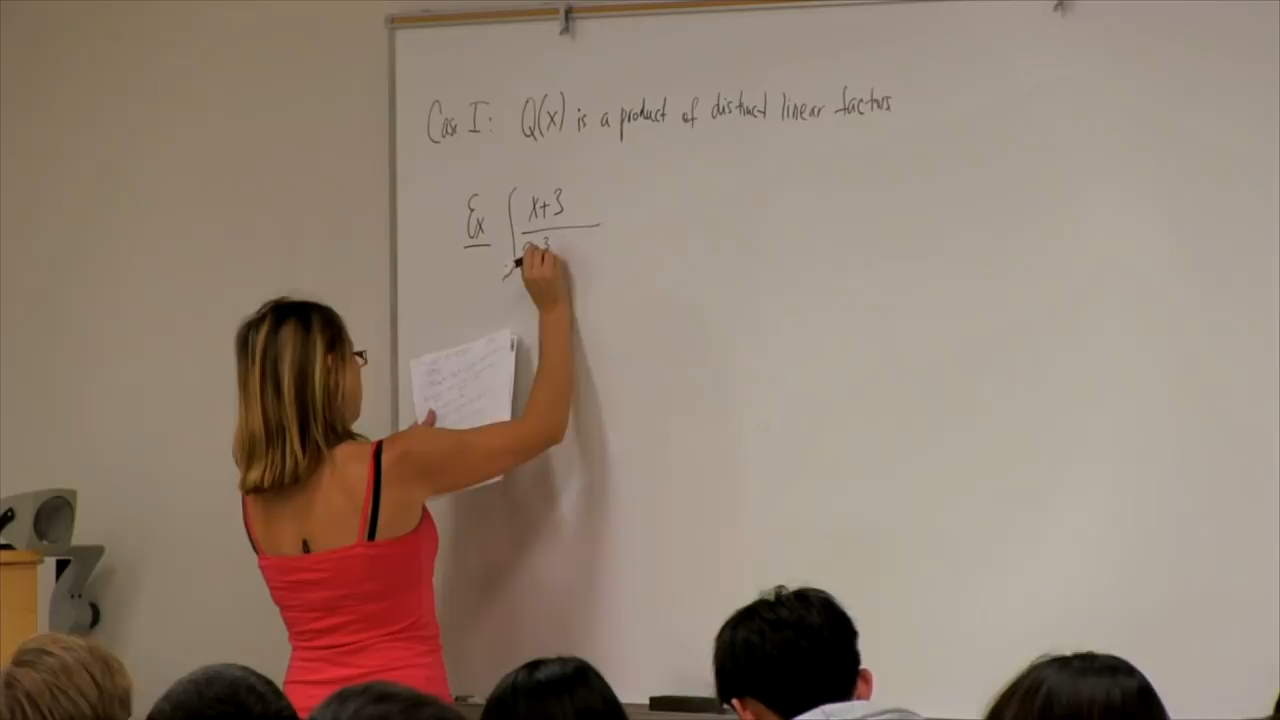 Case I: Q(x) is a product of distinct linear factors
Ex ∫ x+3